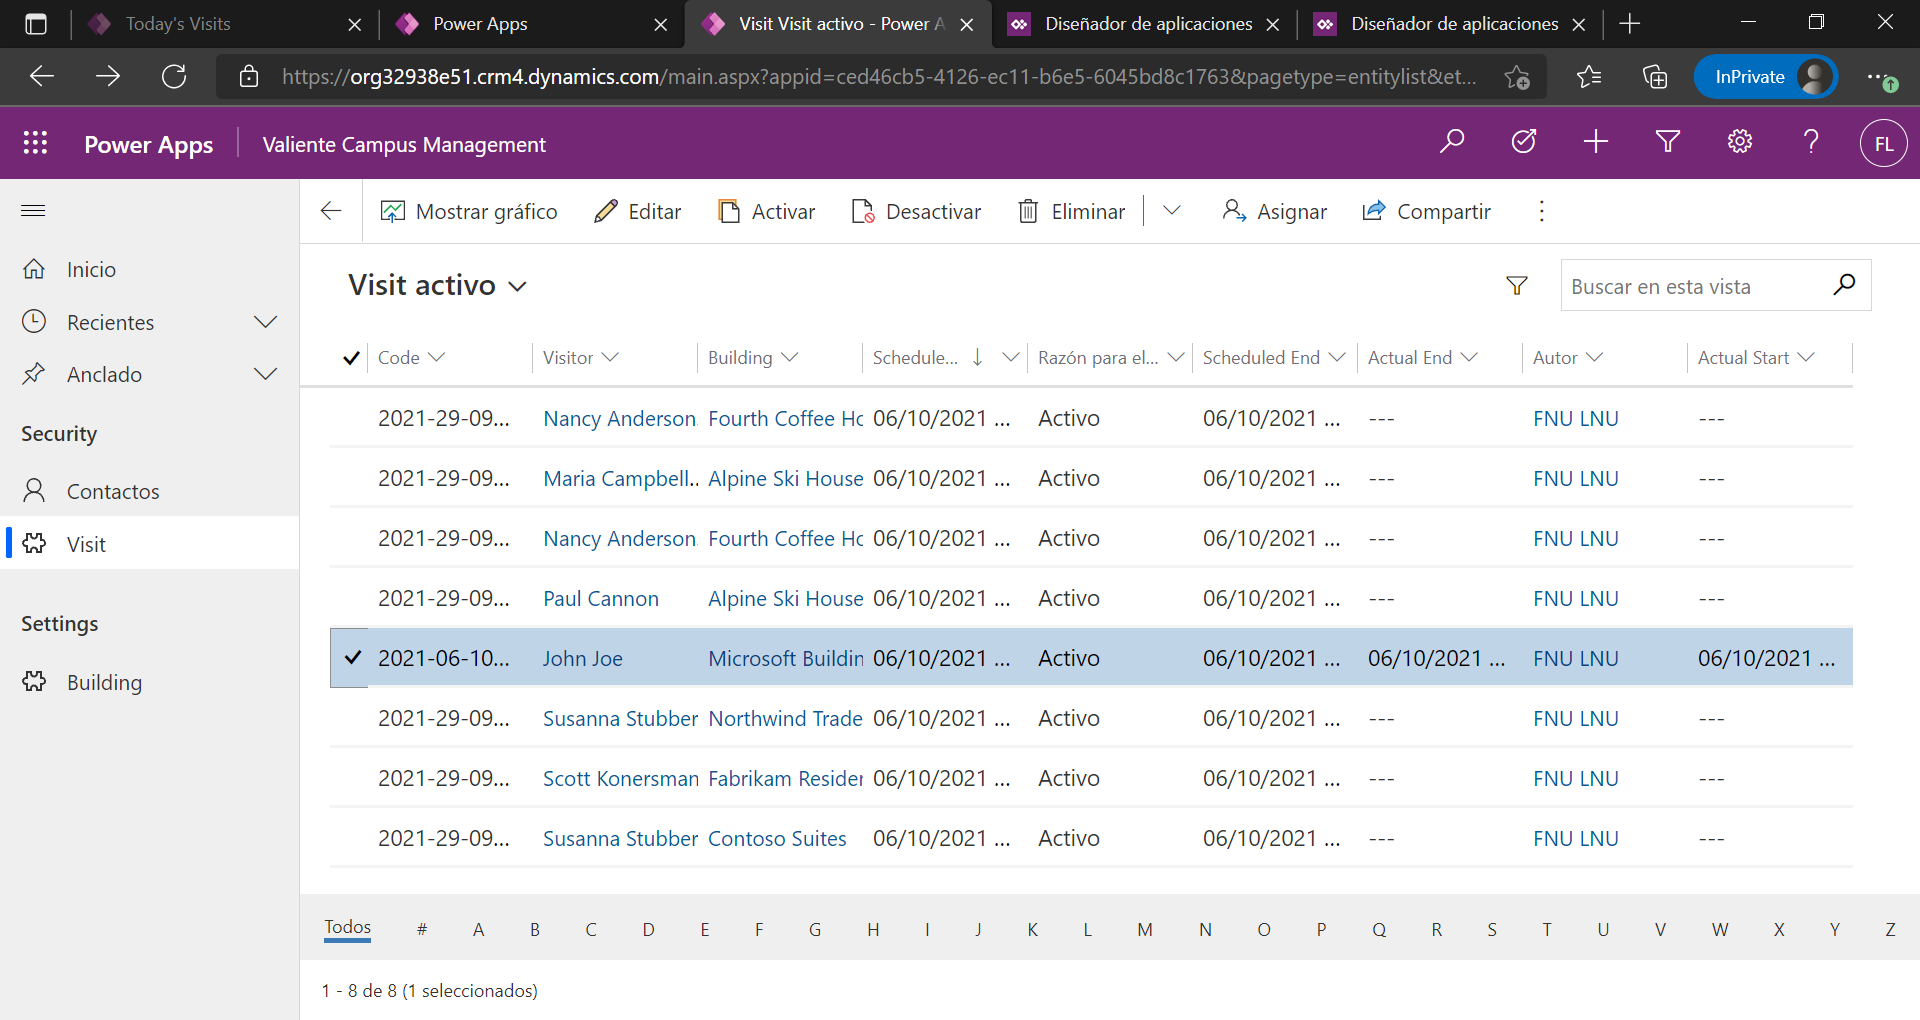 Today's Visits
Power Apps
Visit Visit activo - Power A
Diseñador de aplicaciones
Diseñador de aplicaciones
https://org32938e51.crm4.dynamics.com/main.aspx?appid=ced46cb5-4126-ec11-b6e5-6045bd8c1763&pagetype=entitylist&et...
InPrivate
Power Apps
Valiente Campus Management
FL
Mostrar gráfico
Editar
Activar
Desactivar
Eliminar
Asignar
Compartir
Inicio
Recientes
Anclado
Security
Contactos
Visit
Settings
Building
Visit activo
Buscar en esta vista
Code Visitor Building Schedule... Razón para el... Scheduled End Actual End Autor Actual Start
2021-29-09... Nancy Anderson Fourth Coffee Ho 06/10/2021 ... Activo 06/10/2021 ... --- FNU LNU ---
2021-29-09... Maria Campbell.. Alpine Ski House 06/10/2021 ... Activo 06/10/2021 ... --- FNU LNU ---
2021-29-09... Nancy Anderson Fourth Coffee Ho 06/10/2021 ... Activo 06/10/2021 ... --- FNU LNU ---
2021-29-09... Paul Cannon Alpine Ski House 06/10/2021 ... Activo 06/10/2021 ... --- FNU LNU ---
2021-06-10... John Joe Microsoft Buildin 06/10/2021 ... Activo 06/10/2021 ... 06/10/2021 ... FNU LNU 06/10/2021 ...
2021-29-09... Susanna Stubber Northwind Trade 06/10/2021 ... Activo 06/10/2021 ... --- FNU LNU ---
2021-29-09... Scott Konersman Fabrikam Resider 06/10/2021 ... Activo 06/10/2021 ... --- FNU LNU ---
2021-29-09... Susanna Stubber Contoso Suites 06/10/2021 ... Activo 06/10/2021 ... --- FNU LNU ---
Todos # A B C D E F G H I J K L M N O P Q R S T U V W X Y Z
1 - 8 de 8 (1 seleccionados)